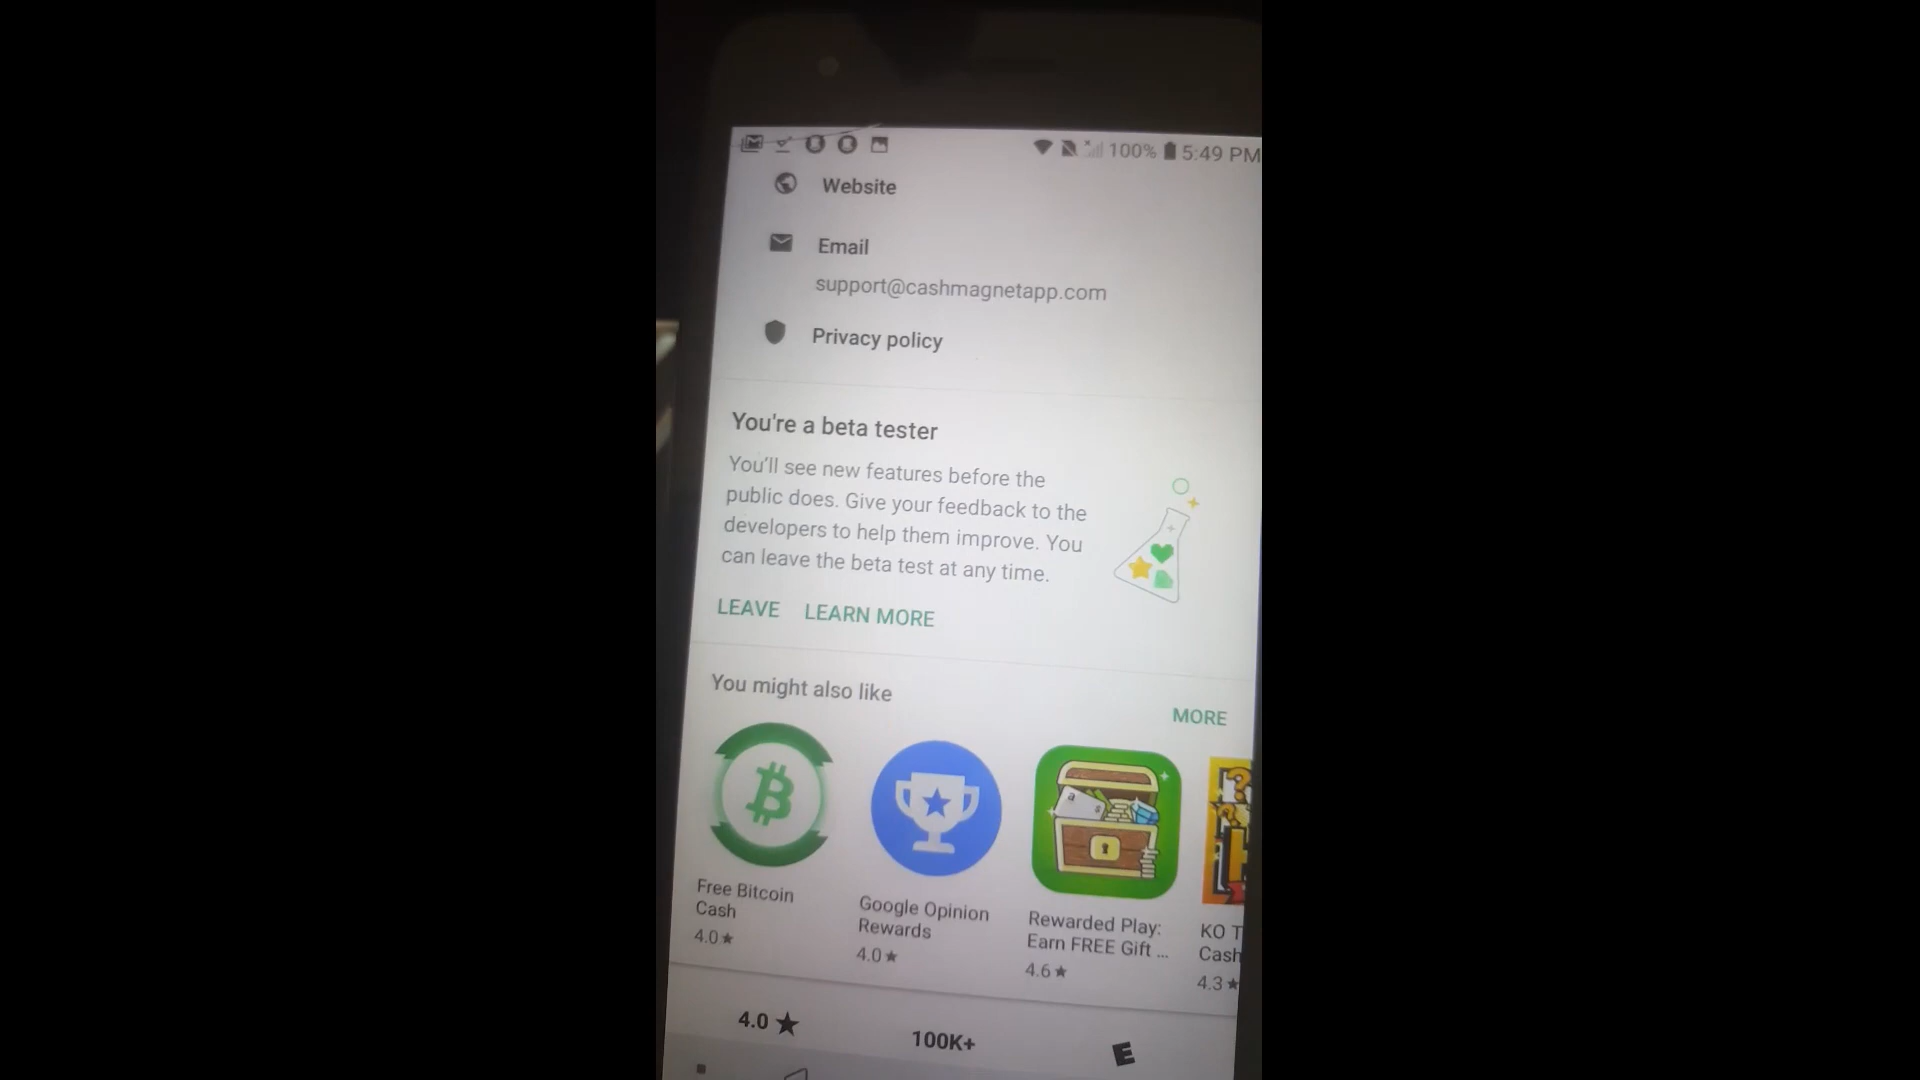 100% 5:49 PM
Website
Email
support@cashmagnetapp.com
Privacy policy
You're a beta tester
You'll see new features before the
public does. Give your feedback to the
developers to help them improve. You
can leave the beta test at any time.
LEAVE LEARN MORE
You might also like
MORE
Free Bitcoin
Cash
4.0★
Google Opinion
Rewards
4.0★
Rewarded Play:
Earn FREE Gift ...
4.6★
KO T
Cash
4.3★
4.0★
100K+
E